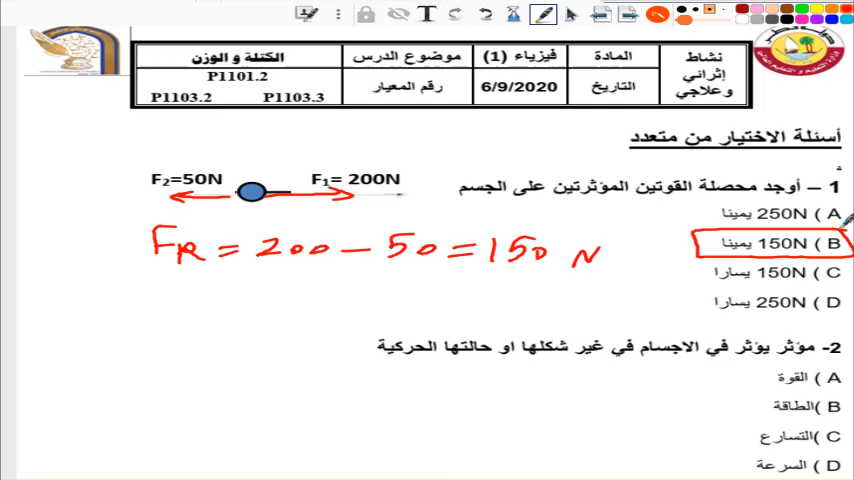 نشاط إثرائي وعلاجي	المادة	فيزياء (1)	موضوع الدرس	الكتلة و الوزن
التاريخ	6/9/2020	رقم المعيار	P1101.2
P1103.2 P1103.3
أسئلة الاختيار من متعدد
1 – أوجد محصلة القوتين المؤثرتين على الجسم
F₂=50N F₁= 200N
A ) 250N يمينا
B ) 150N يمينا
C ) 150N يسارا
D ) 250N يسارا
FR = 200 – 50 = 150 N
2- مؤثر يؤثر في الاجسام في غير شكلها او حالتها الحركية
A ) القوة
B )الطاقة
C )التسارع
D ) السرعة